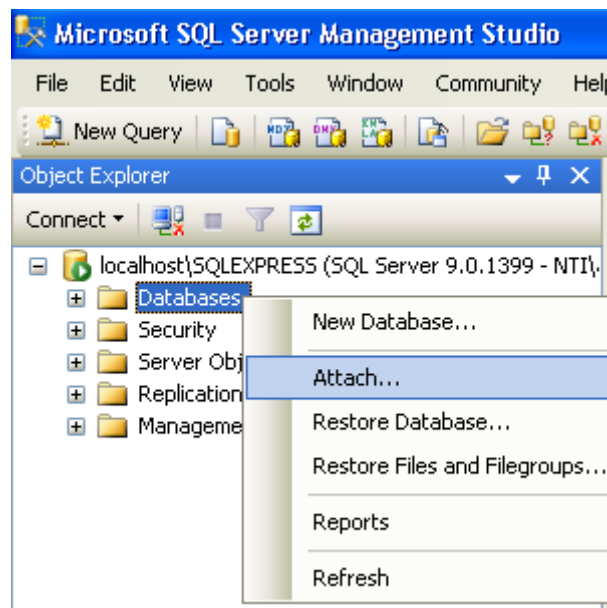 Microsoft SQL Server Management Studio
File Edit View Tools Window Community Help
New Query
Object Explorer
Connect
localhost\SQLEXPRESS (SQL Server 9.0.1399 - NTI\
Databases
New Database...
Security
Server Obj
Attach...
Replication
Restore Database...
Manageme
Restore Files and Filegroups...
Reports
Refresh